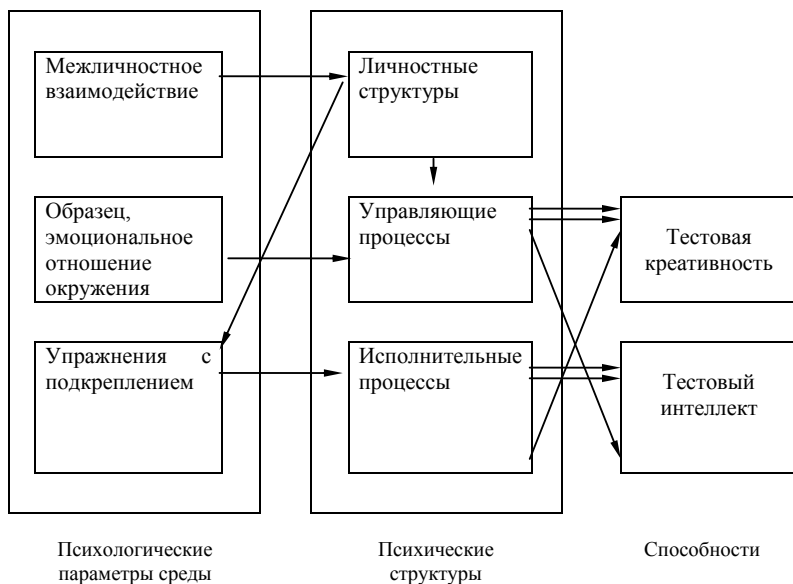 Межличностное
взаимодействие
Личностные
структуры
Образец,
эмоциональное
отношение
окружения
Управляющие
процессы
Тестовая
креативность
Упражнения с
подкреплением
Исполнительные
процессы
Тестовый
интеллект
Психологические
параметры среды
Психические
структуры
Способности